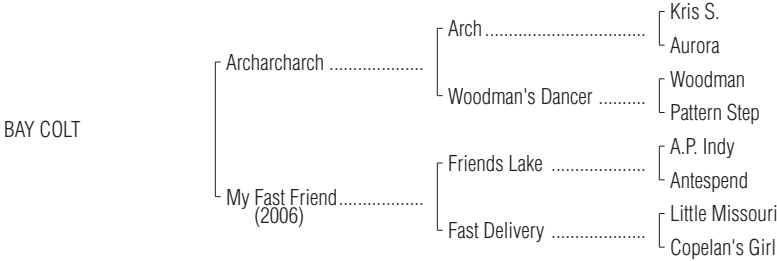 Kris S.
Arch ................................
Aurora
Archarcharch ....................
Woodman
Woodman's Dancer ..........
Pattern Step
BAY COLT
A.P. Indy
Friends Lake ....................
Antespend
My Fast Friend..................
(2006)
Little Missouri
Fast Delivery ....................
Copelan's Girl